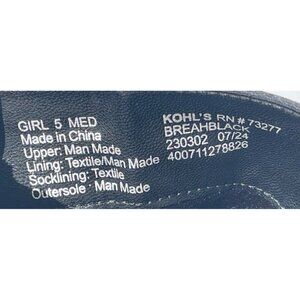 GIRL 5 MED
Made in China
Upper: Man Made
Lining: Textile/Man Made
Socklining: Textile
Outersole: Man Made
KOHL'S RN # 73277
BREAHBLACK
230302 07/24
400711278826